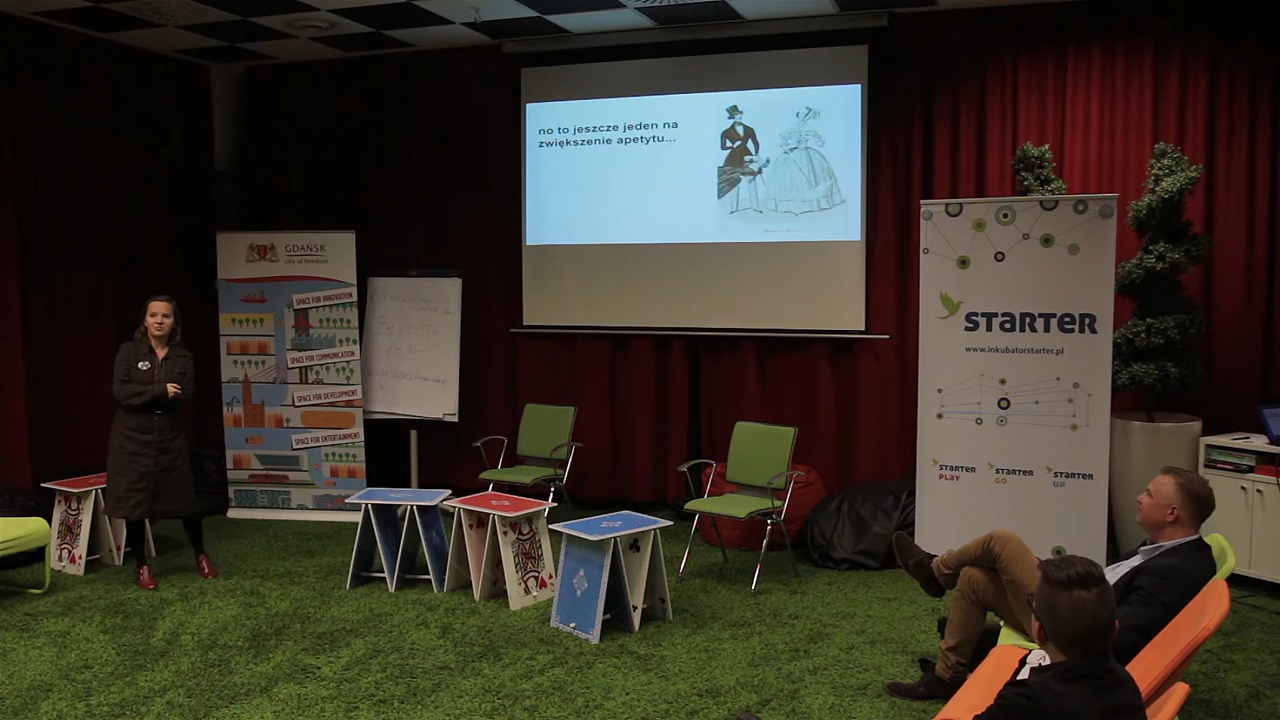 no to jeszcze jeden na
zwiększenie apetytu...
GDAŃSK
city of freedom
SPACE FOR INNOVATION
SPACE FOR COMMUNICATION
SPACE FOR DEVELOPMENT
SPACE FOR ENTERTAINMENT
STARTER
www.inkubatorstarter.pl
STARTER
PLAY
STARTER
GO
STARTER
UP